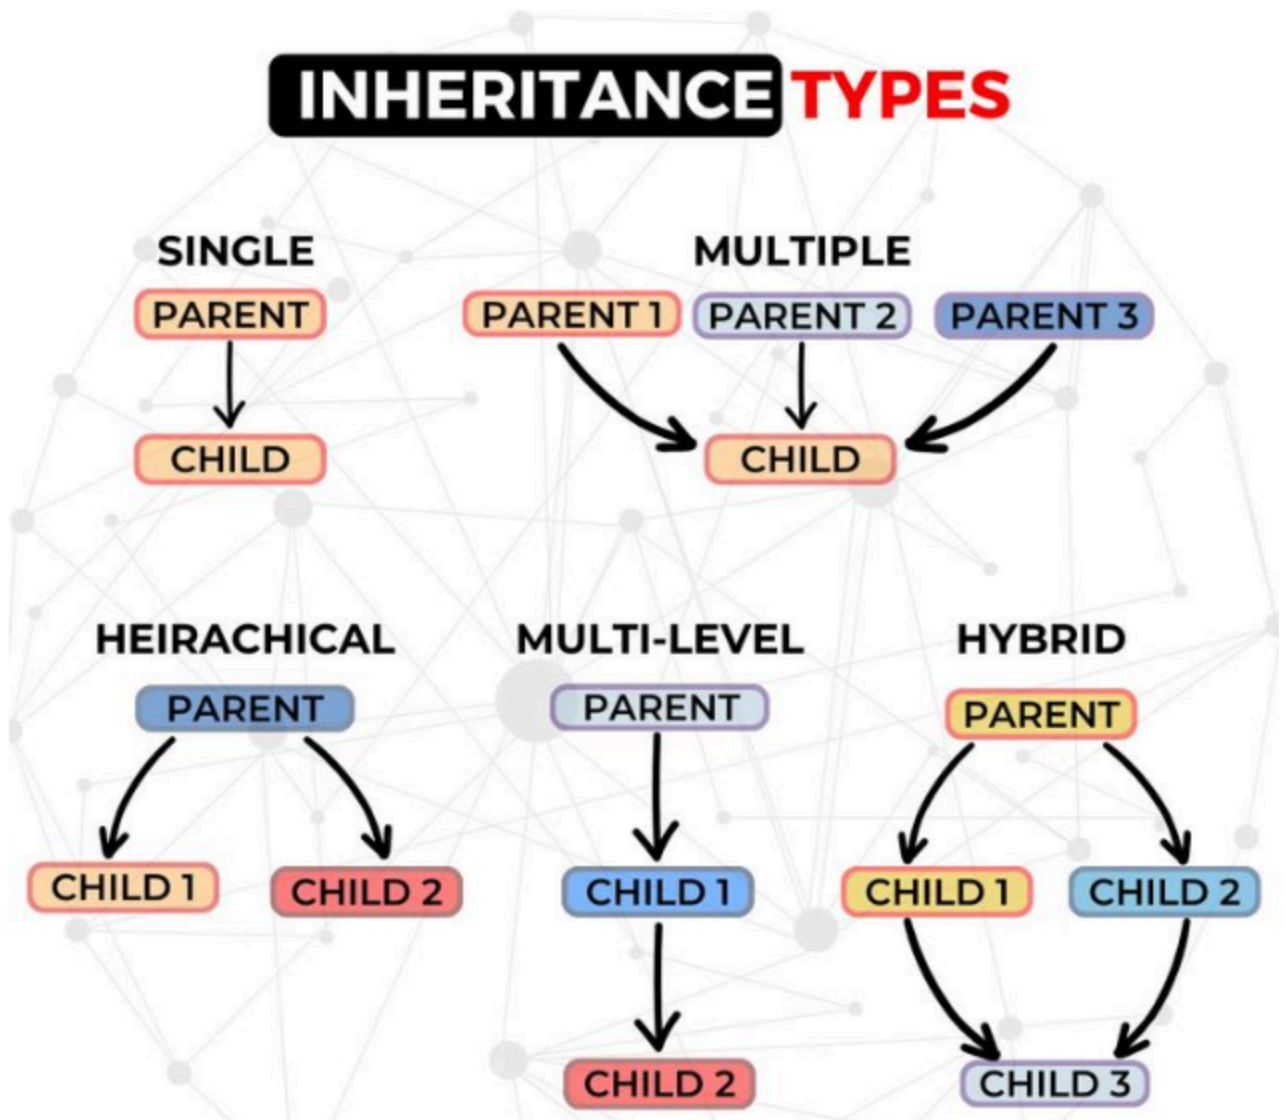 INHERITANCE TYPES
SINGLE
PARENT
CHILD
MULTIPLE
PARENT 1
PARENT 2
PARENT 3
CHILD
HEIRACHICAL
PARENT
CHILD 1
CHILD 2
MULTI-LEVEL
PARENT
CHILD 1
CHILD 2
HYBRID
PARENT
CHILD 1
CHILD 2
CHILD 3